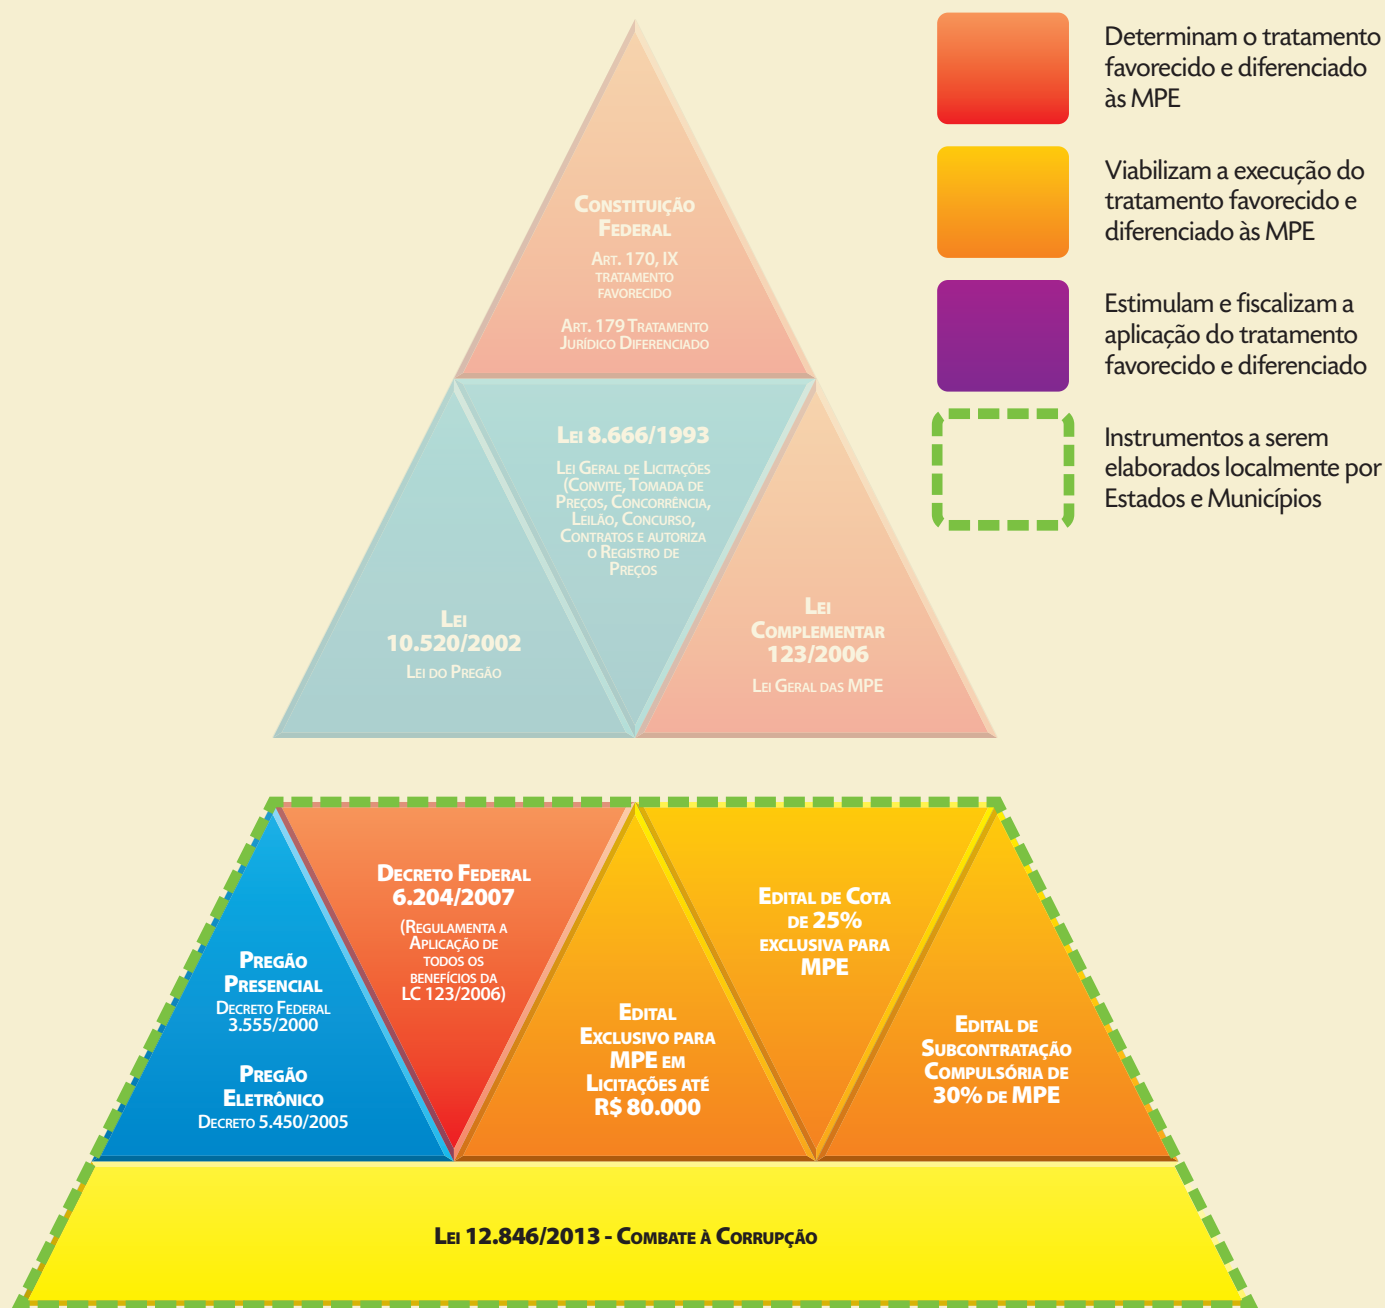 Determinam o tratamento
favorecido e diferenciado
às MPE
Viabilizam a execução do
tratamento favorecido e
diferenciado às MPE
Estimulam e fiscalizam a
aplicação do tratamento
favorecido e diferenciado
Instrumentos a serem
elaborados localmente por
Estados e Municípios
Constituição
Federal
Art. 170, IX
tratamento
favorecido
Art. 179 Tratamento
Jurídico Diferenciado
Lei 8.666/1993
Lei Geral de Licitações
(Convite, Tomada de
Preços, Concorrência,
Leilão, Concurso,
Contratos e autoriza
o Registro de
Preços
Lei
10.520/2002
Lei do Pregão
Lei
Complementar
123/2006
Lei Geral das MPE
Pregão
Presencial
Decreto Federal
3.555/2000
Pregão
Eletrônico
Decreto 5.450/2005
Decreto Federal
6.204/2007
(Regulamenta a
Aplicação de
todos os
benefícios da
LC 123/2006)
Edital
Exclusivo para
MPE em
Licitações até
R$ 80.000
Edital de Cota
de 25%
exclusiva para
MPE
Edital de
Subcontratação
Compulsória de
30% de MPE
Lei 12.846/2013 - Combate à Corrupção